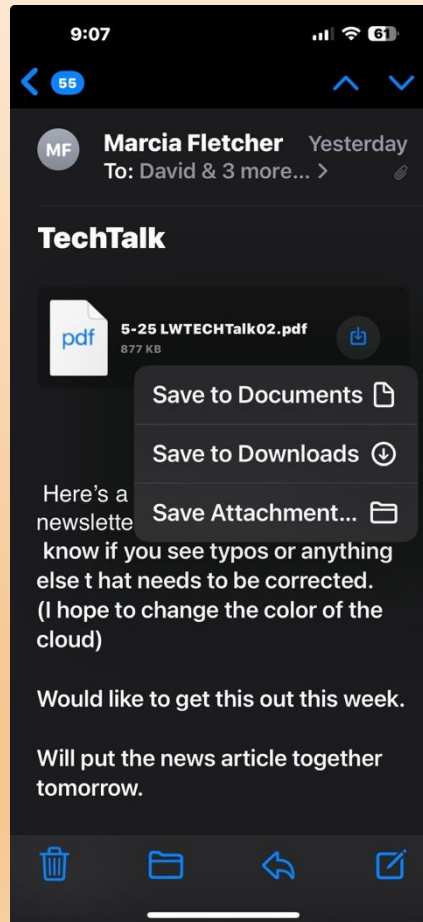 9:07
61
55
MF
Marcia Fletcher Yesterday
To: David & 3 more... >
TechTalk
pdf
5-25 LWTECHTalk02.pdf
877 KB
Save to Documents
Save to Downloads
Save Attachment...
Here's a
newslette
know if you see typos or anything
else t hat needs to be corrected.
(I hope to change the color of the
cloud)
Would like to get this out this week.
Will put the news article together
tomorrow.